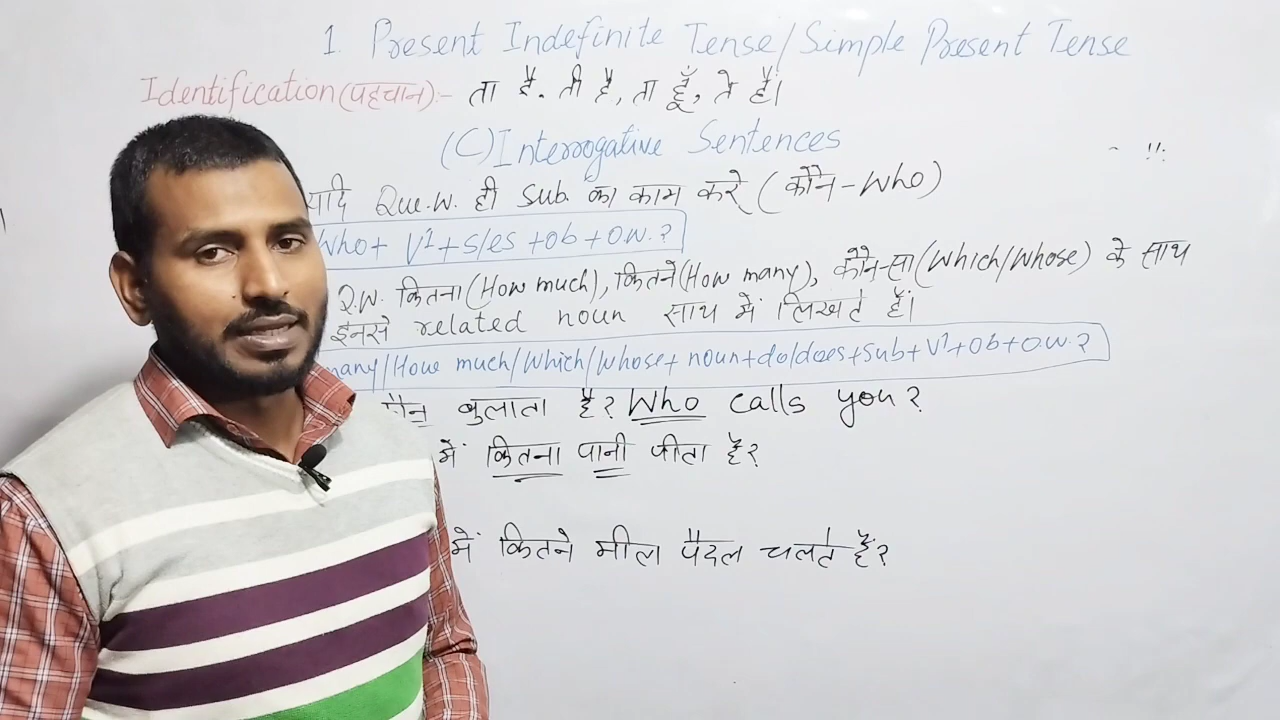 1. Present Indefinite Tense/Simple Present Tense
Identification (पहचान):- ता है, ती है, ता हूँ, ते हैं।
(C) Interrogative Sentences
यदि Que.w. ही Sub. का काम करे (कौन-Who)
Who+ V¹+s/es +Ob+O.w.?
Q.w. कितना (How much), कितने (How many), कौन-सा (Which/Whose) के साथ
इनसे related noun साथ में लिखते हैं।
many/How much/Which/Whose+ noun+do/does+Sub+V¹+Ob+O.w.?
कौन बुलाता है? Who calls you?
में कितना पानी पीता है?
में कितने मील पैदल चलते हैं?